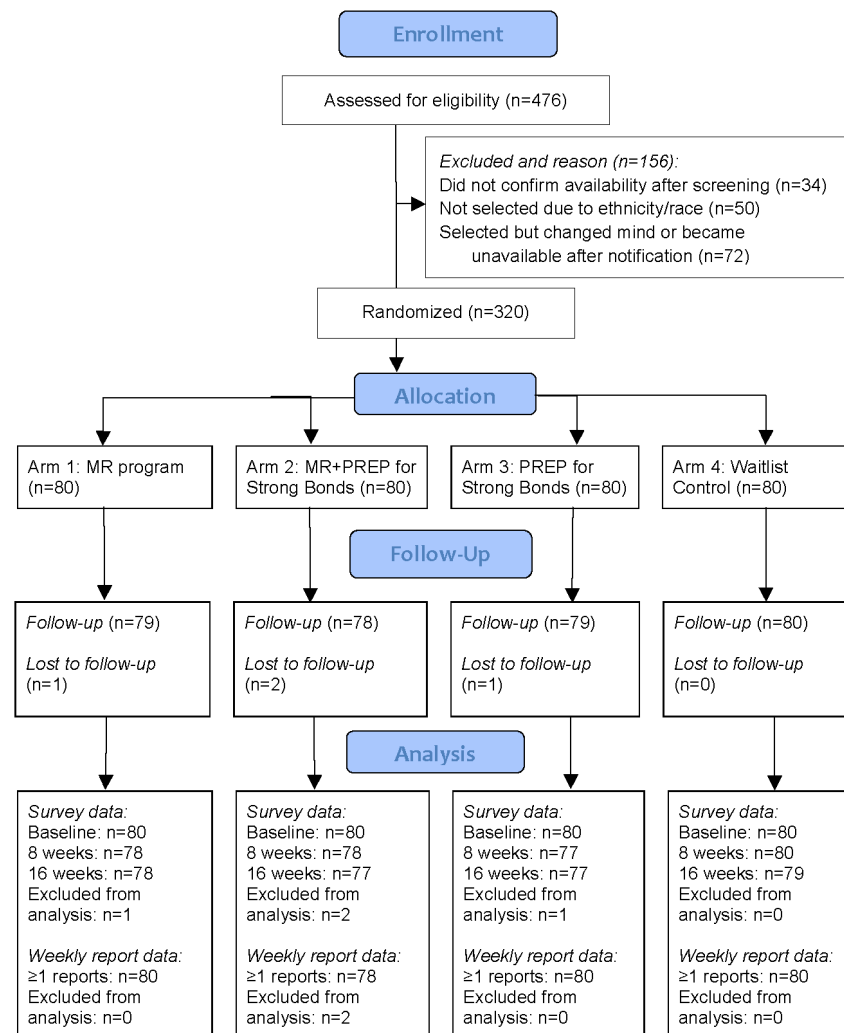 Enrollment
Assessed for eligibility (n=476)
Excluded and reason (n=156):
Did not confirm availability after screening (n=34)
Not selected due to ethnicity/race (n=50)
Selected but changed mind or became
unavailable after notification (n=72)
Randomized (n=320)
Allocation
Arm 1: MR program
(n=80)
Arm 2: MR+PREP for
Strong Bonds (n=80)
Arm 3: PREP for
Strong Bonds (n=80)
Arm 4: Waitlist
Control (n=80)
Follow-Up
Follow-up (n=79)
Lost to follow-up
(n=1)
Follow-up (n=78)
Lost to follow-up
(n=2)
Follow-up (n=79)
Lost to follow-up
(n=1)
Follow-up (n=80)
Lost to follow-up
(n=0)
Analysis
Survey data:
Baseline: n=80
8 weeks: n=78
16 weeks: n=78
Excluded from
analysis: n=1
Weekly report data:
≥1 reports: n=80
Excluded from
analysis: n=0
Survey data:
Baseline: n=80
8 weeks: n=78
16 weeks: n=77
Excluded from
analysis: n=2
Weekly report data:
≥1 reports: n=78
Excluded from
analysis: n=2
Survey data:
Baseline: n=80
8 weeks: n=77
16 weeks: n=77
Excluded from
analysis: n=1
Weekly report data:
≥1 reports: n=80
Excluded from
analysis: n=0
Survey data:
Baseline: n=80
8 weeks: n=80
16 weeks: n=79
Excluded from
analysis: n=0
Weekly report data:
≥1 reports: n=80
Excluded from
analysis: n=0